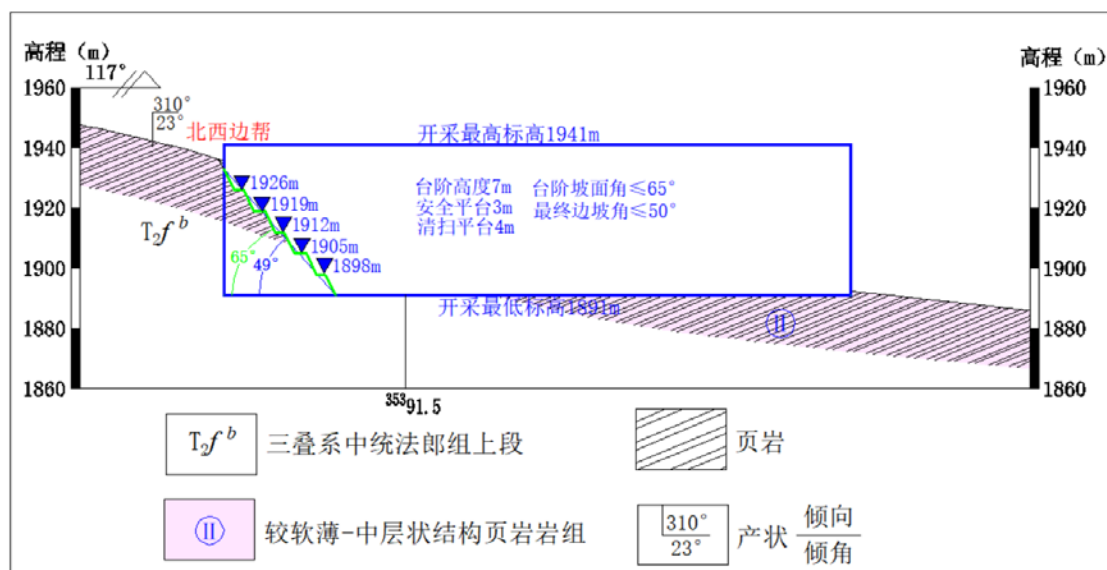 高程（m）
高程（m）
117°
1960
1960
310°
23°
北西边帮
开采最高标高1941m
1940
1940
1926m
台阶高度7m 台阶坡面角≤65°
1919m
安全平台3m 最终边坡角≤50°
1920
1920
1912m
清扫平台4m
T₂fᵇ
1905m
65°
49°
1898m
1900
1900
开采最低标高1891m
Ⅱ
1880
1880
1860
1860
³⁵³91.5
T₂fᵇ 三叠系中统法郎组上段
页岩
Ⅱ 较软薄-中层状结构页岩岩组
310°
23°
产状
倾向
倾角